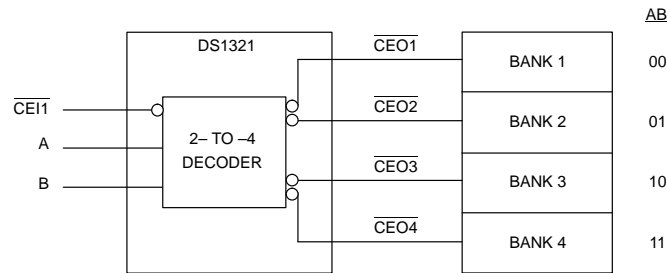 AB
DS1321
CEO1
BANK 1
00
CEI1
CEO2
BANK 2
01
A
2– TO –4
DECODER
B
CEO3
BANK 3
10
CEO4
BANK 4
11